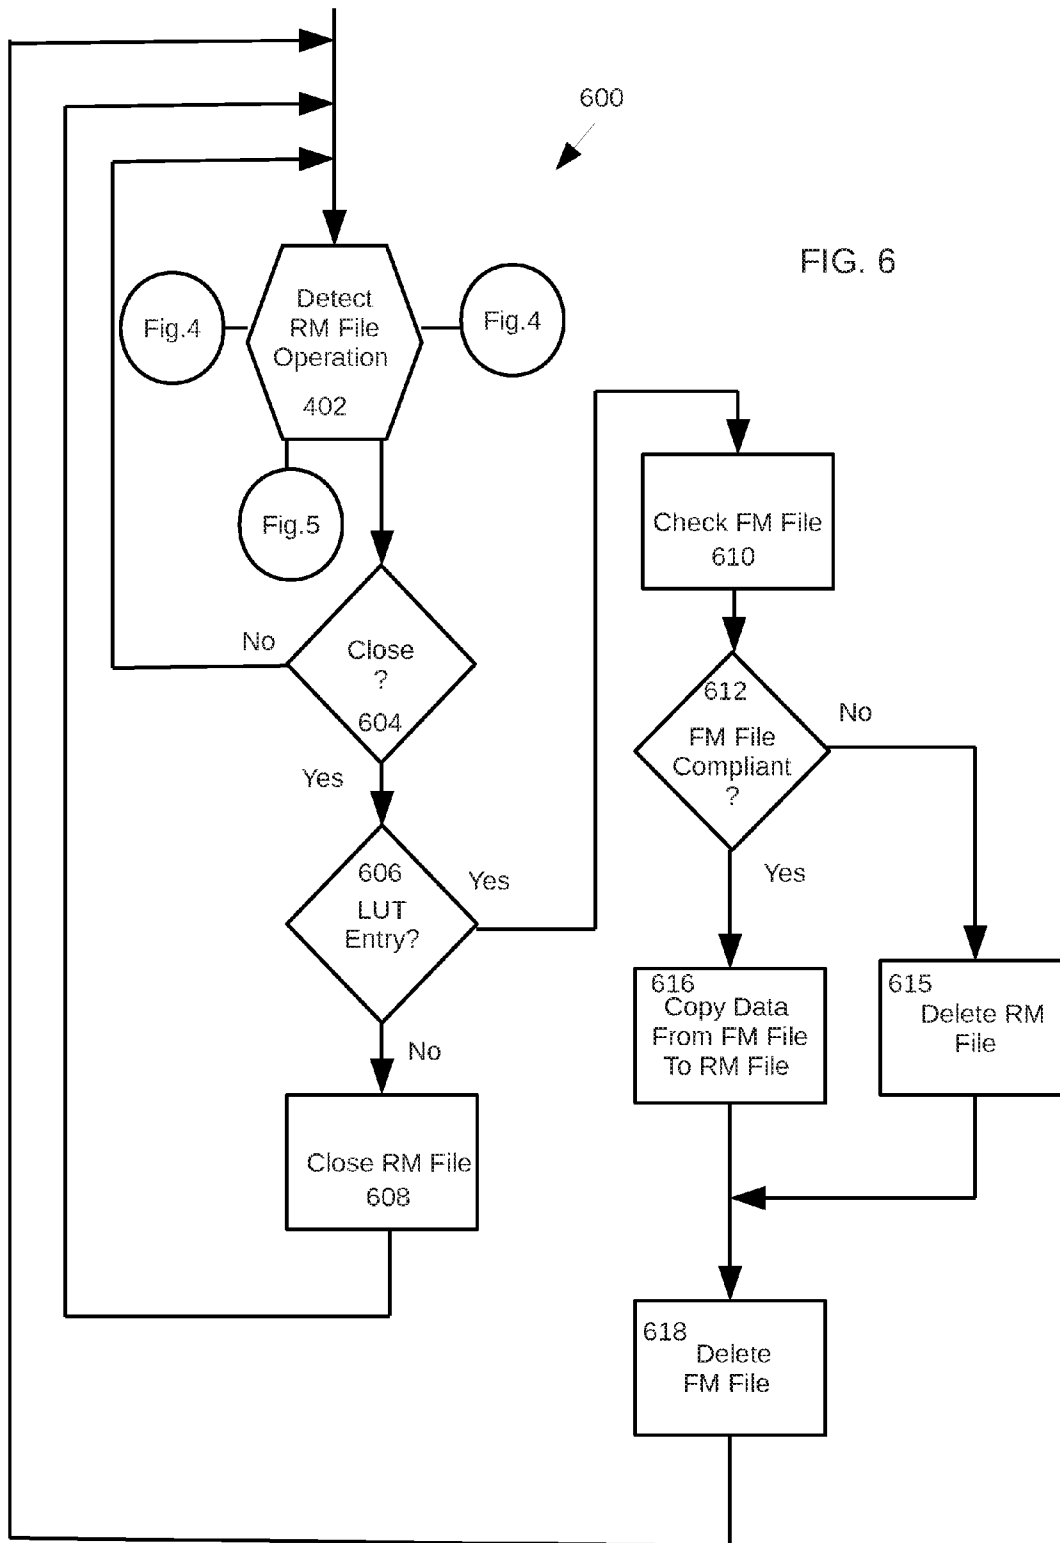 600
FIG. 6
Detect
RM File
Operation
402
Fig.4
Fig.4
Fig.5
Close
?
604
No
Yes
606
LUT
Entry?
Yes
No
Close RM File
608
Check FM File
610
612
FM File
Compliant
?
No
Yes
616
Copy Data
From FM File
To RM File
615
Delete RM
File
618
Delete
FM File